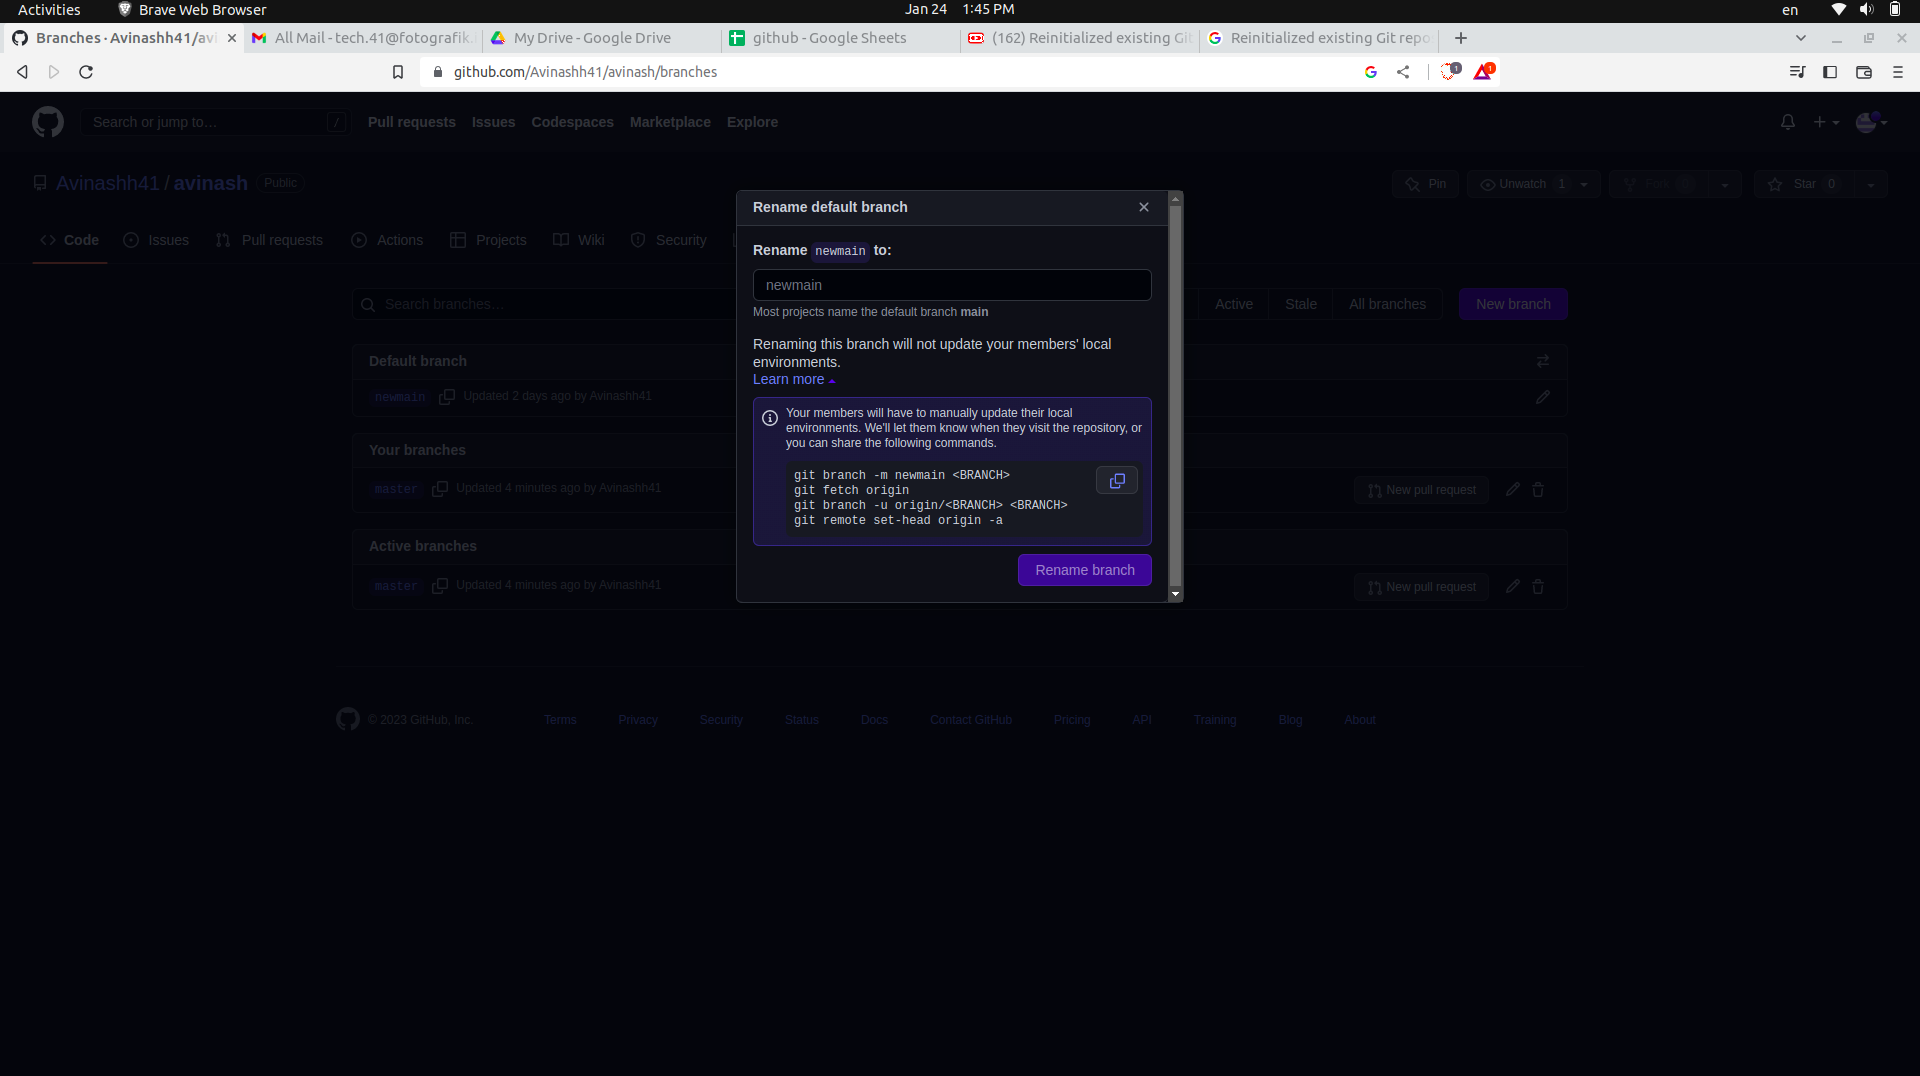 Activities
Brave Web Browser
Jan 24 1:45 PM
en
Branches · Avinashh41/avi
All Mail - tech.41@fotografik.
My Drive - Google Drive
github - Google Sheets
(162) Reinitialized existing Git
Reinitialized existing Git repo
github.com/Avinashh41/avinash/branches
1
1
Search or jump to…
/
Pull requests
Issues
Codespaces
Marketplace
Explore
Avinashh41 / avinash
Public
Pin
Unwatch 1
Fork 0
Star 0
Code
Issues
Pull requests
Actions
Projects
Wiki
Security
Search branches…
Active
Stale
All branches
New branch
Default branch
newmain
Updated 2 days ago by Avinashh41
Your branches
master
Updated 4 minutes ago by Avinashh41
New pull request
Active branches
master
Updated 4 minutes ago by Avinashh41
New pull request
Rename default branch
Rename newmain to:
newmain
Most projects name the default branch main
Renaming this branch will not update your members' local
environments.
Learn more
Your members will have to manually update their local
environments. We'll let them know when they visit the repository, or
you can share the following commands.
git branch -m newmain <BRANCH>
git fetch origin
git branch -u origin/<BRANCH> <BRANCH>
git remote set-head origin -a
Rename branch
© 2023 GitHub, Inc.
Terms
Privacy
Security
Status
Docs
Contact GitHub
Pricing
API
Training
Blog
About